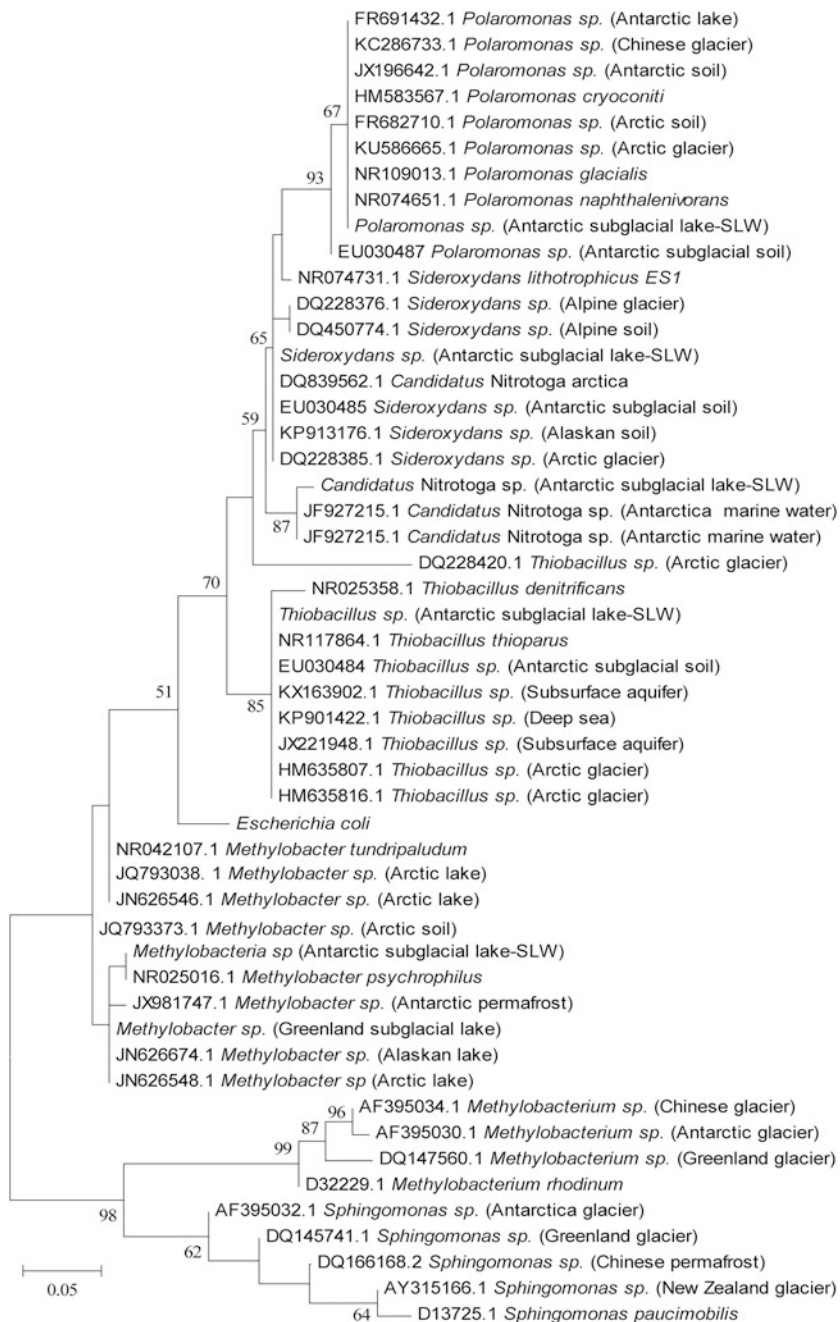 FR691432.1 Polaromonas sp. (Antarctic lake)
KC286733.1 Polaromonas sp. (Chinese glacier)
JX196642.1 Polaromonas sp. (Antarctic soil)
HM583567.1 Polaromonas cryoconiti
67
FR682710.1 Polaromonas sp. (Arctic soil)
KU586665.1 Polaromonas sp. (Arctic glacier)
93
NR109013.1 Polaromonas glacialis
NR074651.1 Polaromonas naphthalenivorans
Polaromonas sp. (Antarctic subglacial lake-SLW)
EU030487 Polaromonas sp. (Antarctic subglacial soil)
NR074731.1 Sideroxydans lithotrophicus ES1
DQ228376.1 Sideroxydans sp. (Alpine glacier)
DQ450774.1 Sideroxydans sp. (Alpine soil)
65
Sideroxydans sp. (Antarctic subglacial lake-SLW)
DQ839562.1 Candidatus Nitrotoga arctica
EU030485 Sideroxydans sp. (Antarctic subglacial soil)
59
KP913176.1 Sideroxydans sp. (Alaskan soil)
DQ228385.1 Sideroxydans sp. (Arctic glacier)
Candidatus Nitrotoga sp. (Antarctic subglacial lake-SLW)
JF927215.1 Candidatus Nitrotoga sp. (Antarctica marine water)
87
JF927215.1 Candidatus Nitrotoga sp. (Antarctic marine water)
DQ228420.1 Thiobacillus sp. (Arctic glacier)
70
NR025358.1 Thiobacillus denitrificans
Thiobacillus sp. (Antarctic subglacial lake-SLW)
NR117864.1 Thiobacillus thioparus
EU030484 Thiobacillus sp. (Antarctic subglacial soil)
51
KX163902.1 Thiobacillus sp. (Subsurface aquifer)
85
KP901422.1 Thiobacillus sp. (Deep sea)
JX221948.1 Thiobacillus sp. (Subsurface aquifer)
HM635807.1 Thiobacillus sp. (Arctic glacier)
HM635816.1 Thiobacillus sp. (Arctic glacier)
Escherichia coli
NR042107.1 Methylobacter tundripaludum
JQ793038. 1 Methylobacter sp. (Arctic lake)
JN626546.1 Methylobacter sp. (Arctic lake)
JQ793373.1 Methylobacter sp. (Arctic soil)
Methylobacteria sp (Antarctic subglacial lake-SLW)
NR025016.1 Methylobacter psychrophilus
JX981747.1 Methylobacter sp. (Antarctic permafrost)
Methylobacter sp. (Greenland subglacial lake)
JN626674.1 Methylobacter sp. (Alaskan lake)
JN626548.1 Methylobacter sp (Arctic lake)
96
AF395034.1 Methylobacterium sp. (Chinese glacier)
87
AF395030.1 Methylobacterium sp. (Antarctic glacier)
99
DQ147560.1 Methylobacterium sp. (Greenland glacier)
D32229.1 Methylobacterium rhodinum
98
AF395032.1 Sphingomonas sp. (Antarctica glacier)
DQ145741.1 Sphingomonas sp. (Greenland glacier)
62
DQ166168.2 Sphingomonas sp. (Chinese permafrost)
0.05
AY315166.1 Sphingomonas sp. (New Zealand glacier)
64
D13725.1 Sphingomonas paucimobilis